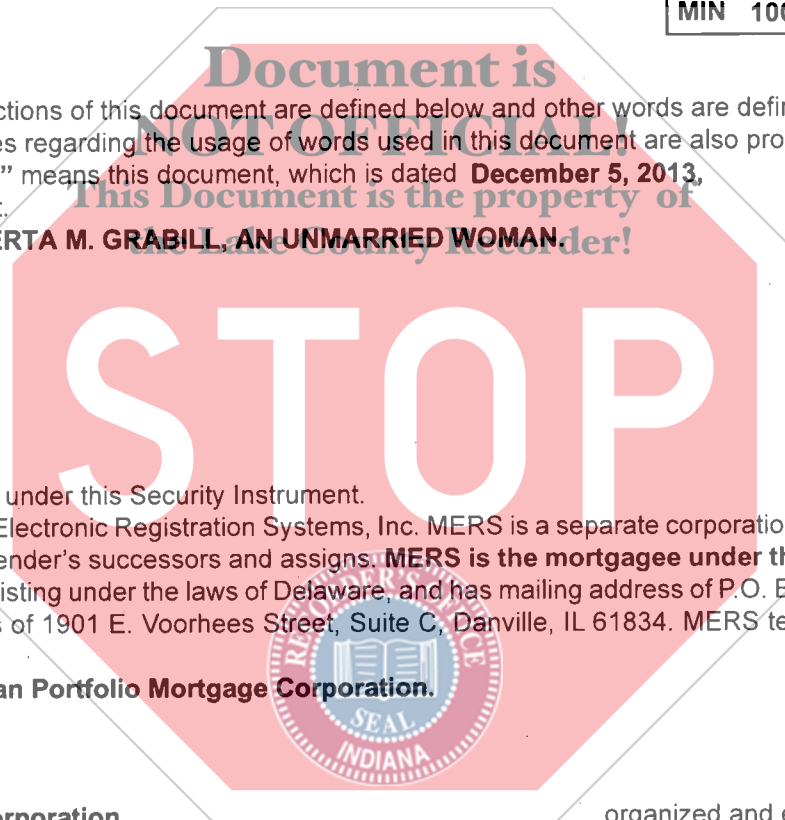 MIN 100
Document is
ctions of this document are defined below and other words are defin
NOT OFFICIAL!
es regarding the usage of words used in this document are also pro
” means this document, which is dated December 5, 2013,
This Document is the property of
t.
ERTA M. GRABILL, AN UNMARRIED WOMAN.
the Lake County Recorder!
STOP
under this Security Instrument.
Electronic Registration Systems, Inc. MERS is a separate corporatio
ender's successors and assigns. MERS is the mortgagee under th
isting under the laws of Delaware, and has mailing address of P.O. B
s of 1901 E. Voorhees Street, Suite C, Danville, IL 61834. MERS te
RECORDER'S OFFICE
an Portfolio Mortgage Corporation.
SEAL
INDIANA
orporation
organized and e